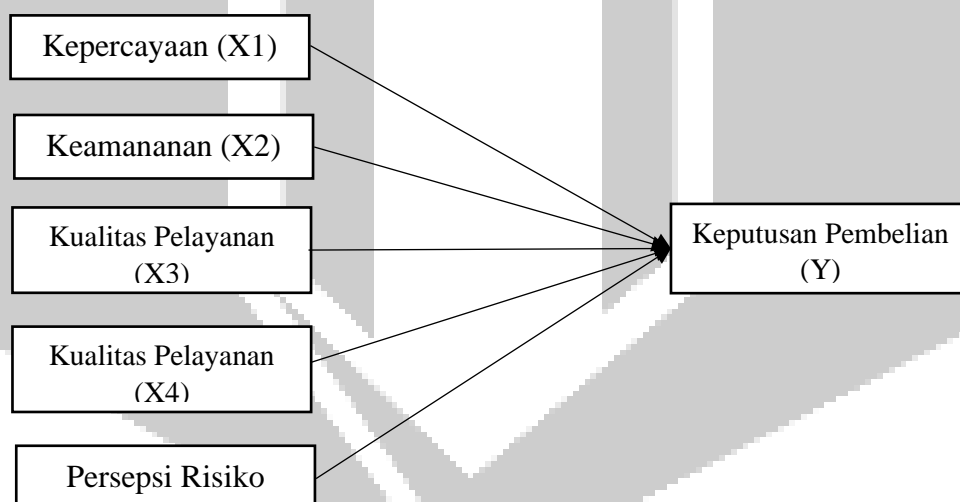 Kepercayaan (X1)
Keamananan (X2)
Kualitas Pelayanan
(X3)
Kualitas Pelayanan
(X4)
Persepsi Risiko
Keputusan Pembelian
(Y)